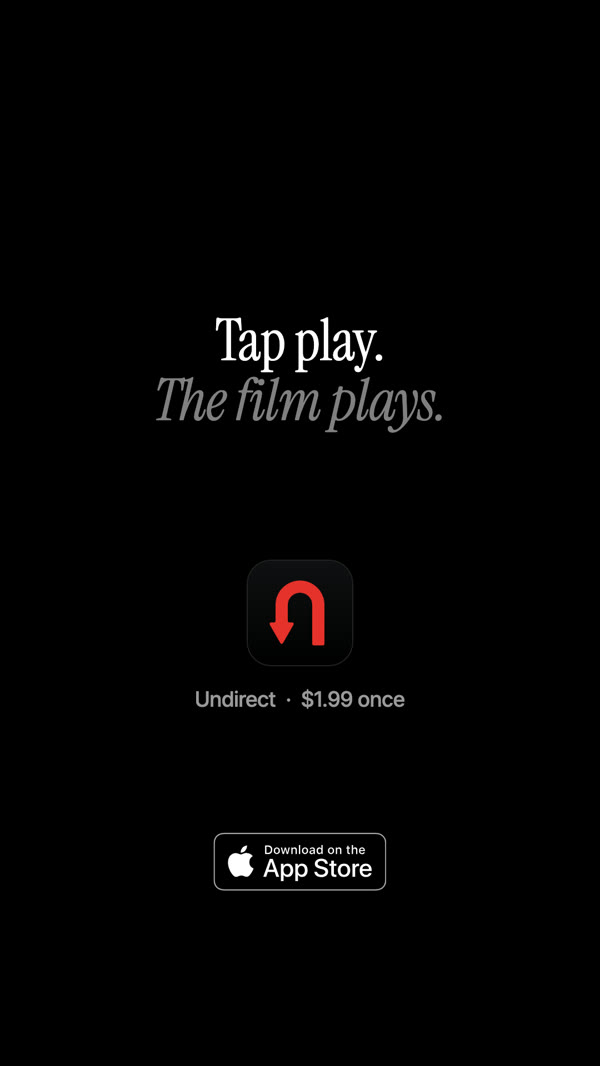 Tap play.
The film plays.
Undirect · $1.99 once
Download on the
App Store